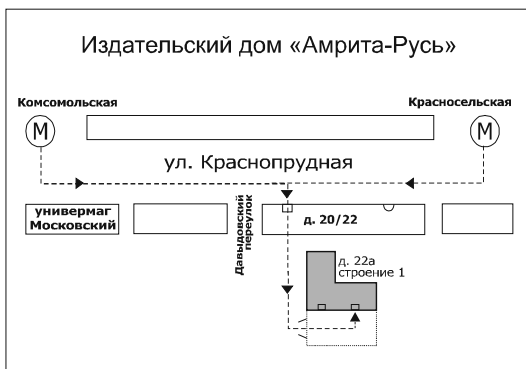 Издательский дом «Амрита-Русь»
Комсомольская
Красносельская
М
М
ул. Краснопрудная
универмаг
Московский
Давыдовский
переулок
д. 20/22
д. 22а
строение 1